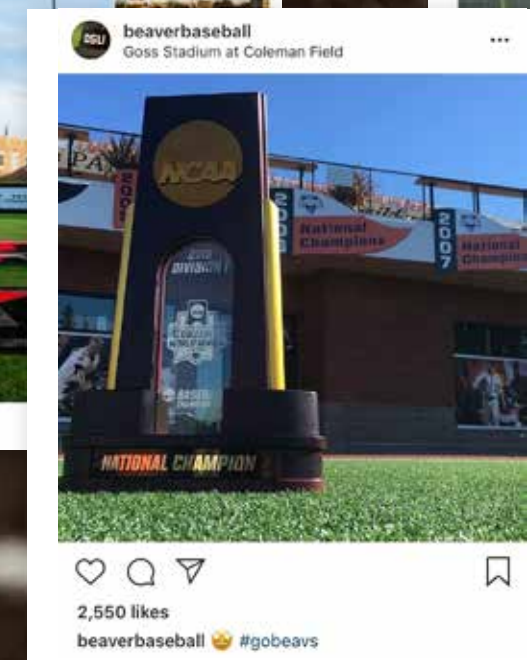 OSU
beaverbaseball
Goss Stadium at Coleman Field
NCAA
DIVISION I
NATIONAL CHAMPION
National
Champions
2007
National
Champions
2,550 likes
beaverbaseball 🤩 #gobeavs